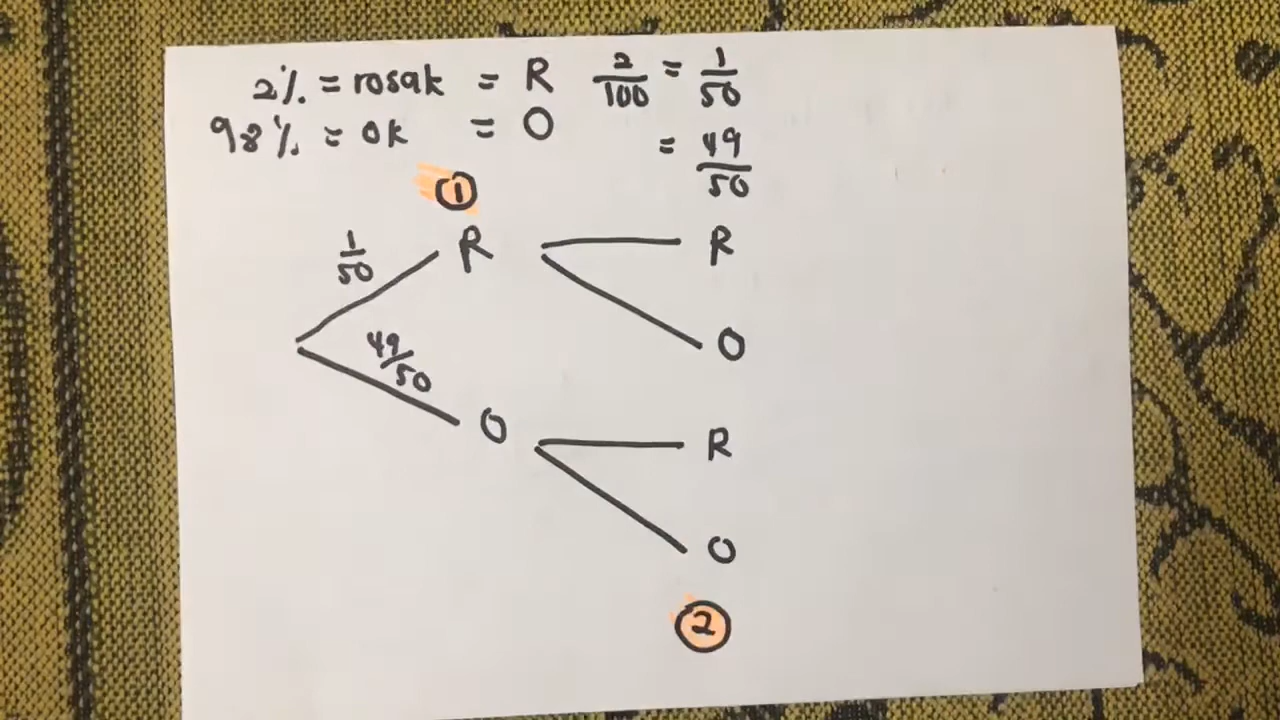 2% = rosak = R 2/100 = 1/50
98% = ok = O = 49/50
1
1/50 R R
49/50 O
O R
O
2